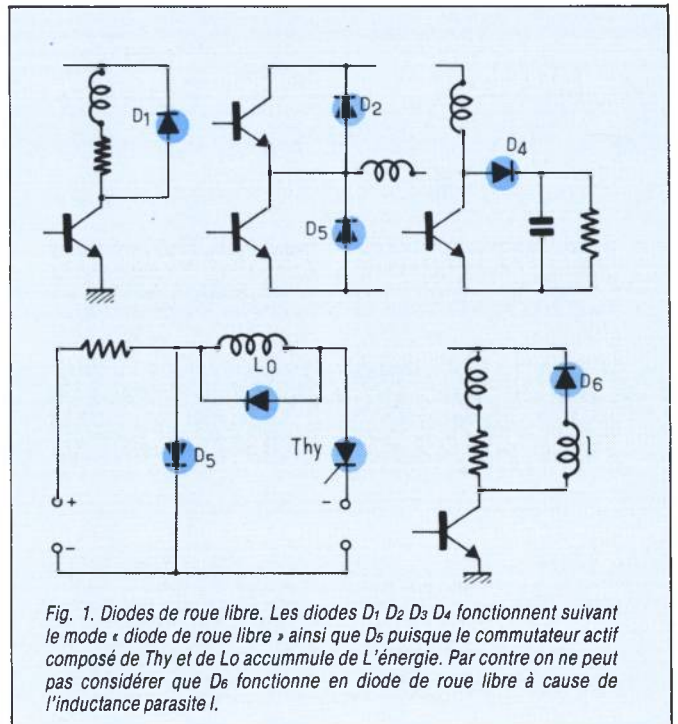 D1
D2
D5
D4
Lo
D5
Thy
+
-
-
D6
l
Fig. 1. Diodes de roue libre. Les diodes D1 D2 D3 D4 fonctionnent suivant
le mode « diode de roue libre » ainsi que D5 puisque le commutateur actif
composé de Thy et de Lo accummule de L'énergie. Par contre on ne peut
pas considérer que D6 fonctionne en diode de roue libre à cause de
l'inductance parasite l.